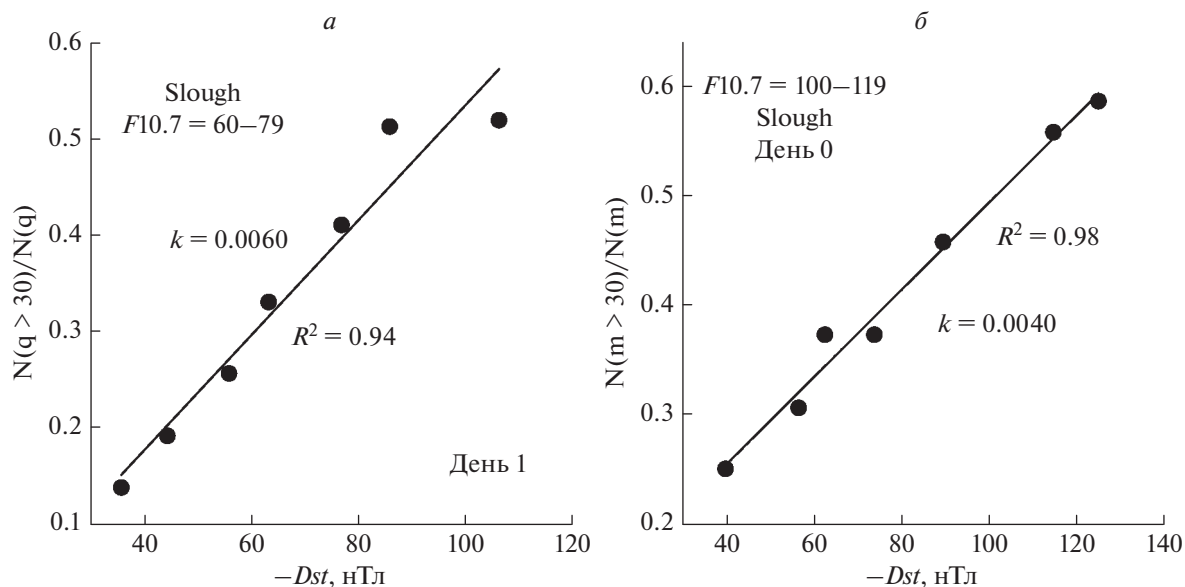 а
0.6
0.5
0.4
0.3
0.2
0.1
N(q > 30)/N(q)
Slough
F10.7 = 60–79
k = 0.0060
R² = 0.94
День 1
40
60
80
100
120
–Dst, нТл
б
0.6
0.5
0.4
0.3
0.2
N(m > 30)/N(m)
F10.7 = 100–119
Slough
День 0
R² = 0.98
k = 0.0040
40
60
80
100
120
140
–Dst, нТл